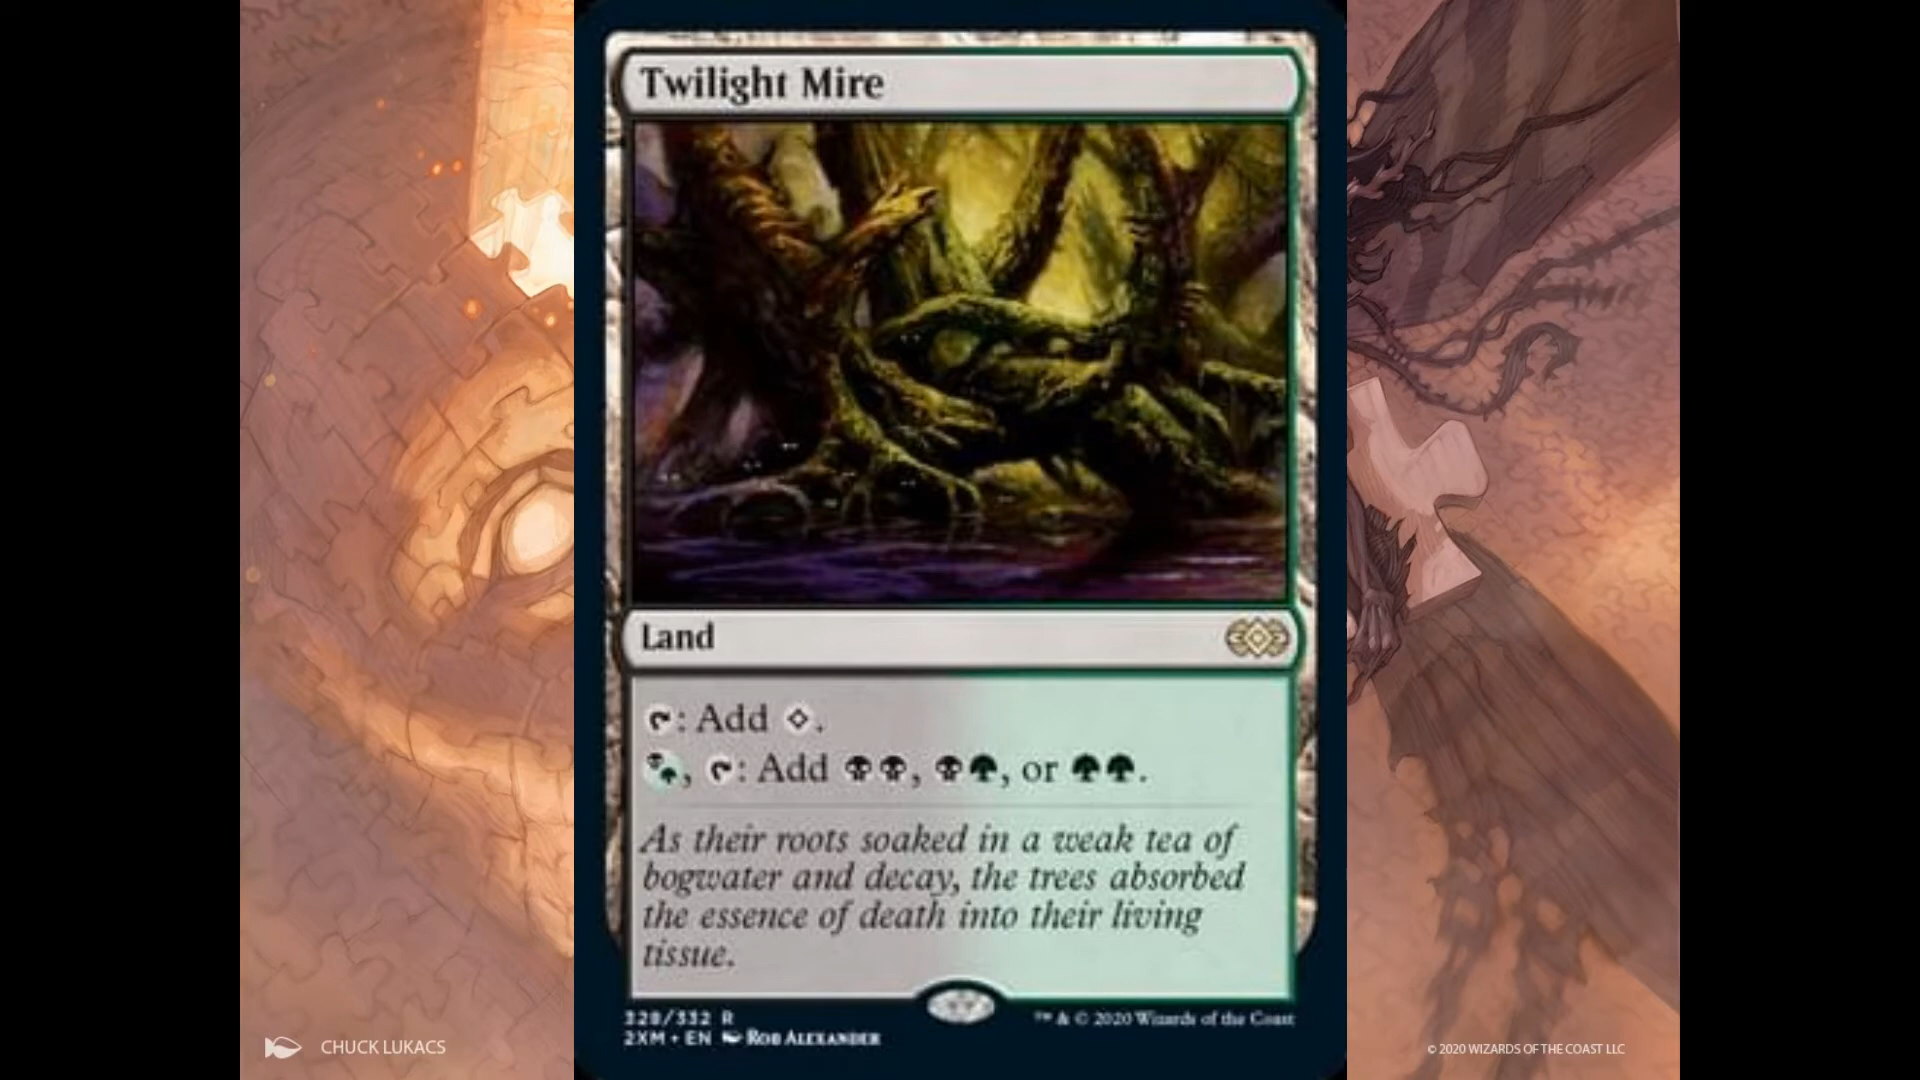 Twilight Mire
Land
: Add .
, : Add , , or .
As their roots soaked in a weak tea of
bogwater and decay, the trees absorbed
the essence of death into their living
tissue.
328/332 R
2XM • EN Rob Alexander
™ & © 2020 Wizards of the Coast
CHUCK LUKACS
© 2020 WIZARDS OF THE COAST LLC